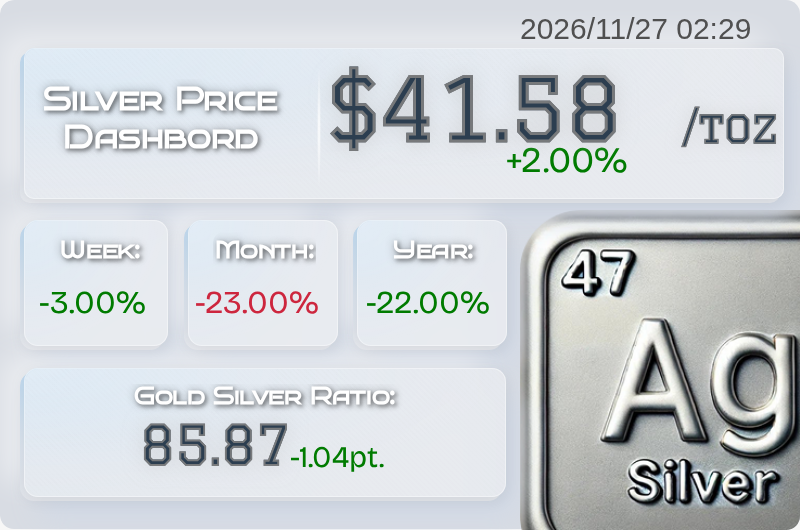 2026/11/27 02:29
Silver Price
Dashbord
$41.58 /TOZ
+2.00%
Week: Month: Year:
-3.00% -23.00% -22.00%
47
Ag
Silver
Gold Silver Ratio:
85.87 -1.04pt.